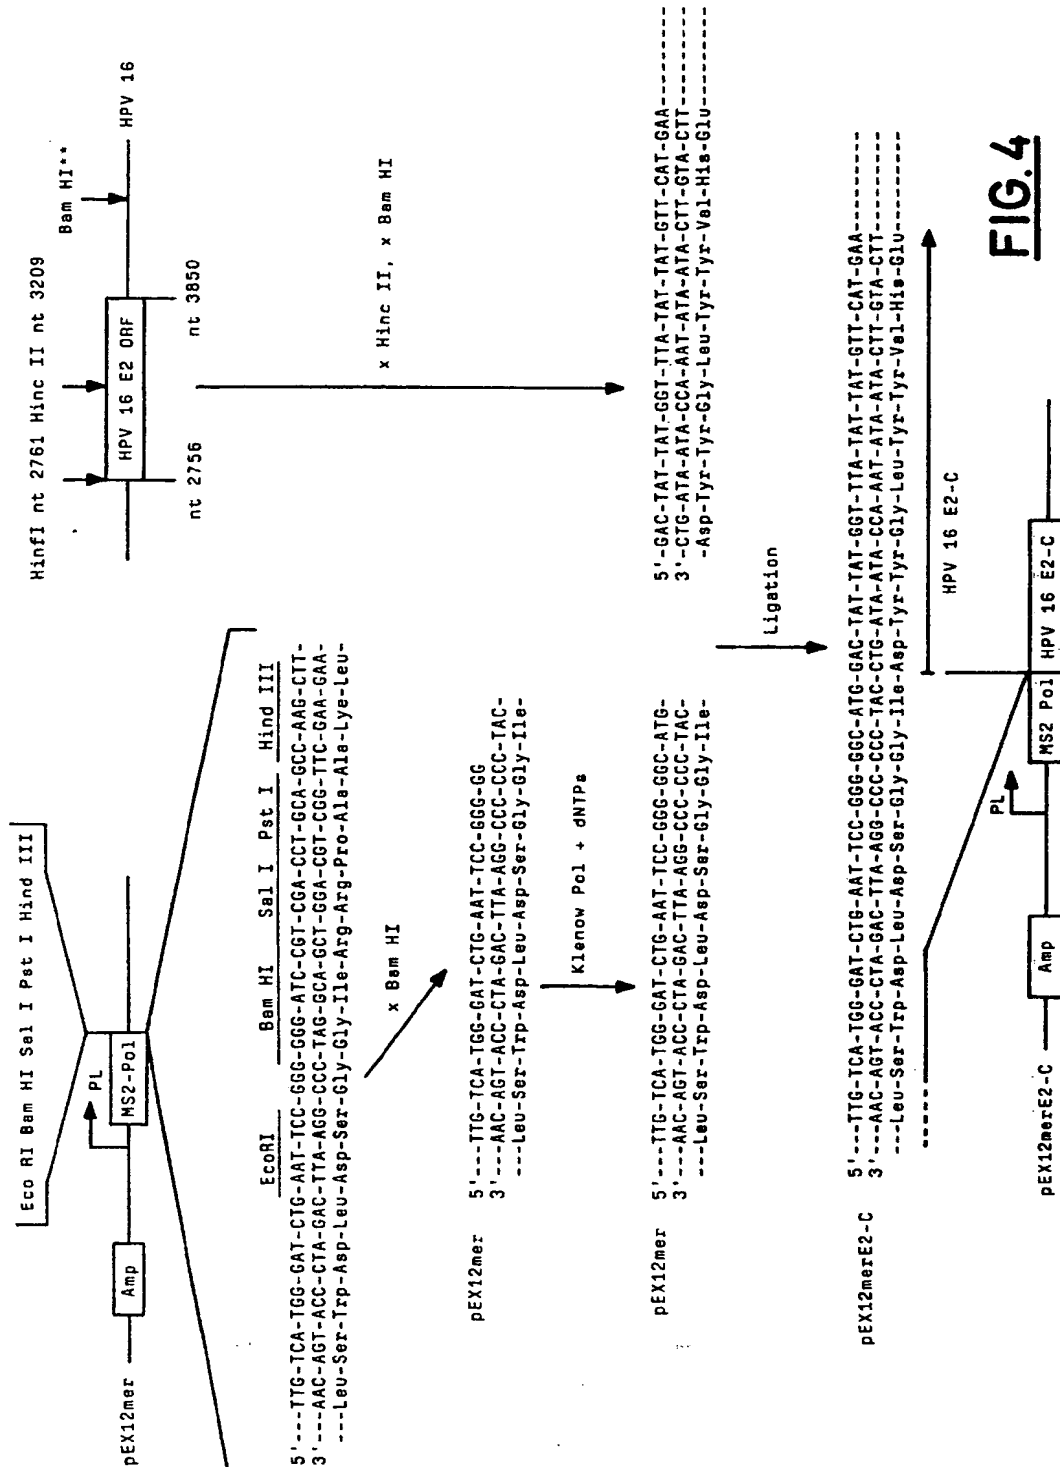 Eco RI Bam HI Sal I Pst I Hind III
pEX12mer
Amp
PL
MS2-Pol
HinfI nt 2761 Hinc II nt 3209
Bam HI**
HPV 16 E2 ORF
HPV 16
nt 2756
nt 3850
EcoRI
Bam HI
Sal I
Pst I
Hind III
5'---TTG-TCA-TGG-GAT-CTG-AAT-TCC-GGG-GGG-ATC-CGT-CGA-CCT-GCA-GCC-AAG-CTT-
3'---AAC-AGT-ACC-CTA-GAC-TTA-AGG-CCC-TAG-GCA-GCT-GGA-CGT-CGG-TTC-GAA-GAA-
---Leu-Ser-Trp-Asp-Leu-Asp-Ser-Gly-Gly-Ile-Arg-Arg-Pro-Ala-Ala-Lye-Leu-
x Bam HI
x Hinc II, x Bam HI
pEX12mer
5'---TTG-TCA-TGG-GAT-CTG-AAT-TCC-GGG-GG
3'---AAC-AGT-ACC-CTA-GAC-TTA-AGG-CCC-CCC-TAC-
---Leu-Ser-Trp-Asp-Leu-Asp-Ser-Gly-Gly-Ile-
Klenow Pol + dNTPs
pEX12mer
5'---TTG-TCA-TGG-GAT-CTG-AAT-TCC-GGG-GGC-ATG-
3'---AAC-AGT-ACC-CTA-GAC-TTA-AGG-CCC-CCC-TAC-
---Leu-Ser-Trp-Asp-Leu-Asp-Ser-Gly-Gly-Ile-
5'-GAC-TAT-TAT-GGT-TTA-TAT-TAT-GTT-CAT-GAA---------
3'-CTG-ATA-ATA-CCA-AAT-ATA-ATA-CTT-GTA-CTT---------
-Asp-Tyr-Tyr-Gly-Leu-Tyr-Tyr-Val-His-Glu---------
Ligation
pEX12merE2-C
5'---TTG-TCA-TGG-GAT-CTG-AAT-TCC-GGG-GGC-ATG-GAC-TAT-TAT-GGT-TTA-TAT-TAT-GTT-CAT-GAA---------
3'---AAC-AGT-ACC-CTA-GAC-TTA-AGG-CCC-CCC-TAC-CTG-ATA-ATA-CCA-AAT-ATA-ATA-CTT-GTA-CTT---------
---Leu-Ser-Trp-Asp-Leu-Asp-Ser-Gly-Gly-Ile-Asp-Tyr-Tyr-Gly-Leu-Tyr-Tyr-Val-His-Glu---------
HPV 16 E2-C
pEX12merE2-C
Amp
PL
MS2 Pol
HPV 16 E2-C
FIG.4